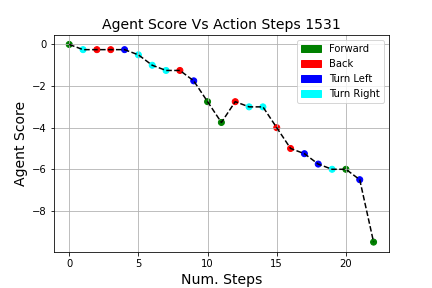 Agent Score Vs Action Steps 1531
Agent Score
0
−2
−4
−6
−8
Forward
Back
Turn Left
Turn Right
0 5 10 15 20
Num. Steps